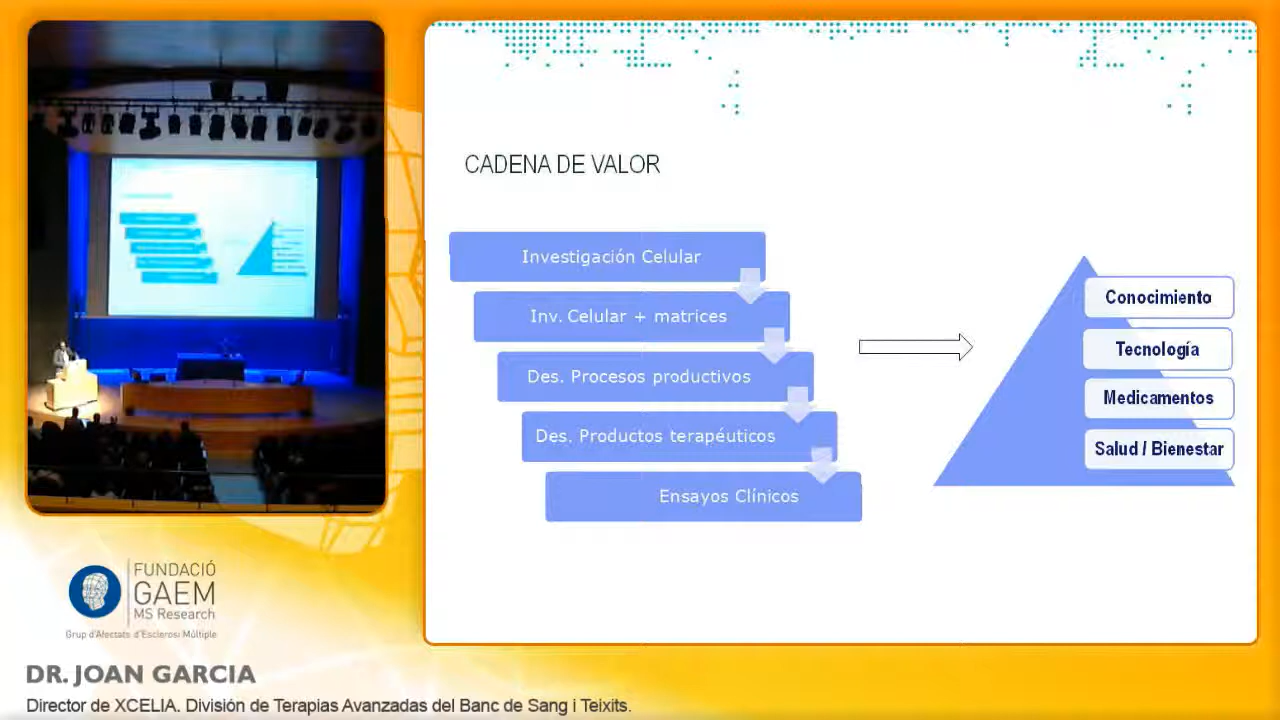 CADENA DE VALOR
Investigación Celular
Inv. Celular + matrices
Des. Procesos productivos
Des. Productos terapéuticos
Ensayos Clínicos
Conocimiento
Tecnología
Medicamentos
Salud / Bienestar
FUNDACIÓ
GAEM
MS Research
Grup d'Afectats d'Esclerosi Múltiple
DR. JOAN GARCIA
Director de XCELIA. División de Terapias Avanzadas del Banc de Sang i Teixits.